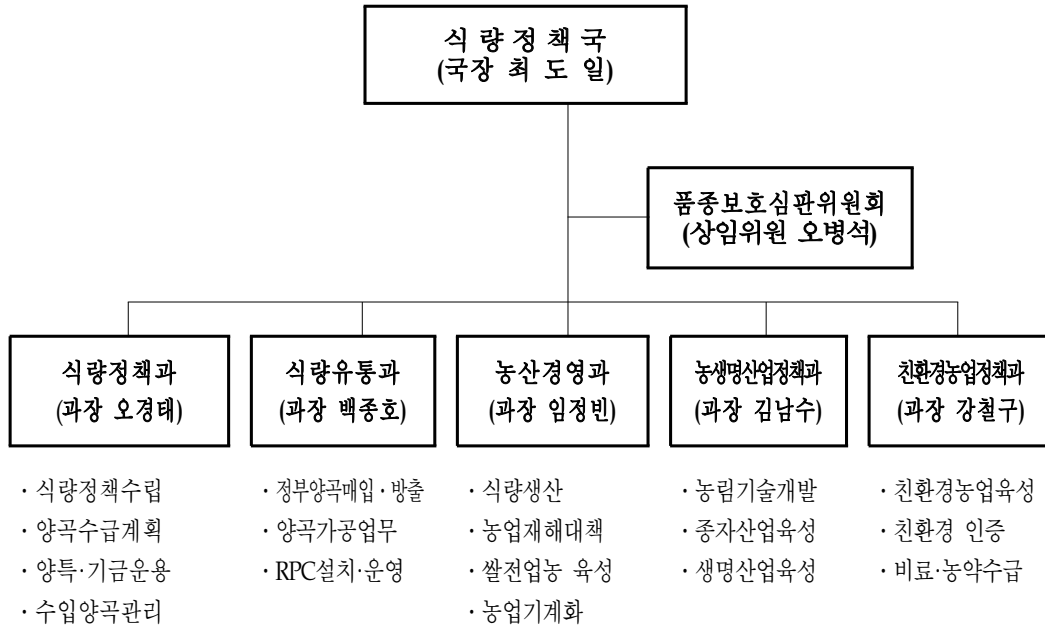 식 량 정 책 국
(국장 최 도 일)
품종보호심판위원회
(상임위원 오병석)
식량정책과
(과장 오경태)
식량유통과
(과장 백종호)
농산경영과
(과장 임정빈)
농생명산업정책과
(과장 김남수)
친환경농업정책과
(과장 강철구)
· 식량정책수립
· 양곡수급계획
· 양특·기금운용
· 수입양곡관리
· 정부양곡매입·방출
· 양곡가공업무
· RPC설치·운영
· 식량생산
· 농업재해대책
· 쌀전업농 육성
· 농업기계화
· 농림기술개발
· 종자산업육성
· 생명산업육성
· 친환경농업육성
· 친환경 인증
· 비료·농약수급